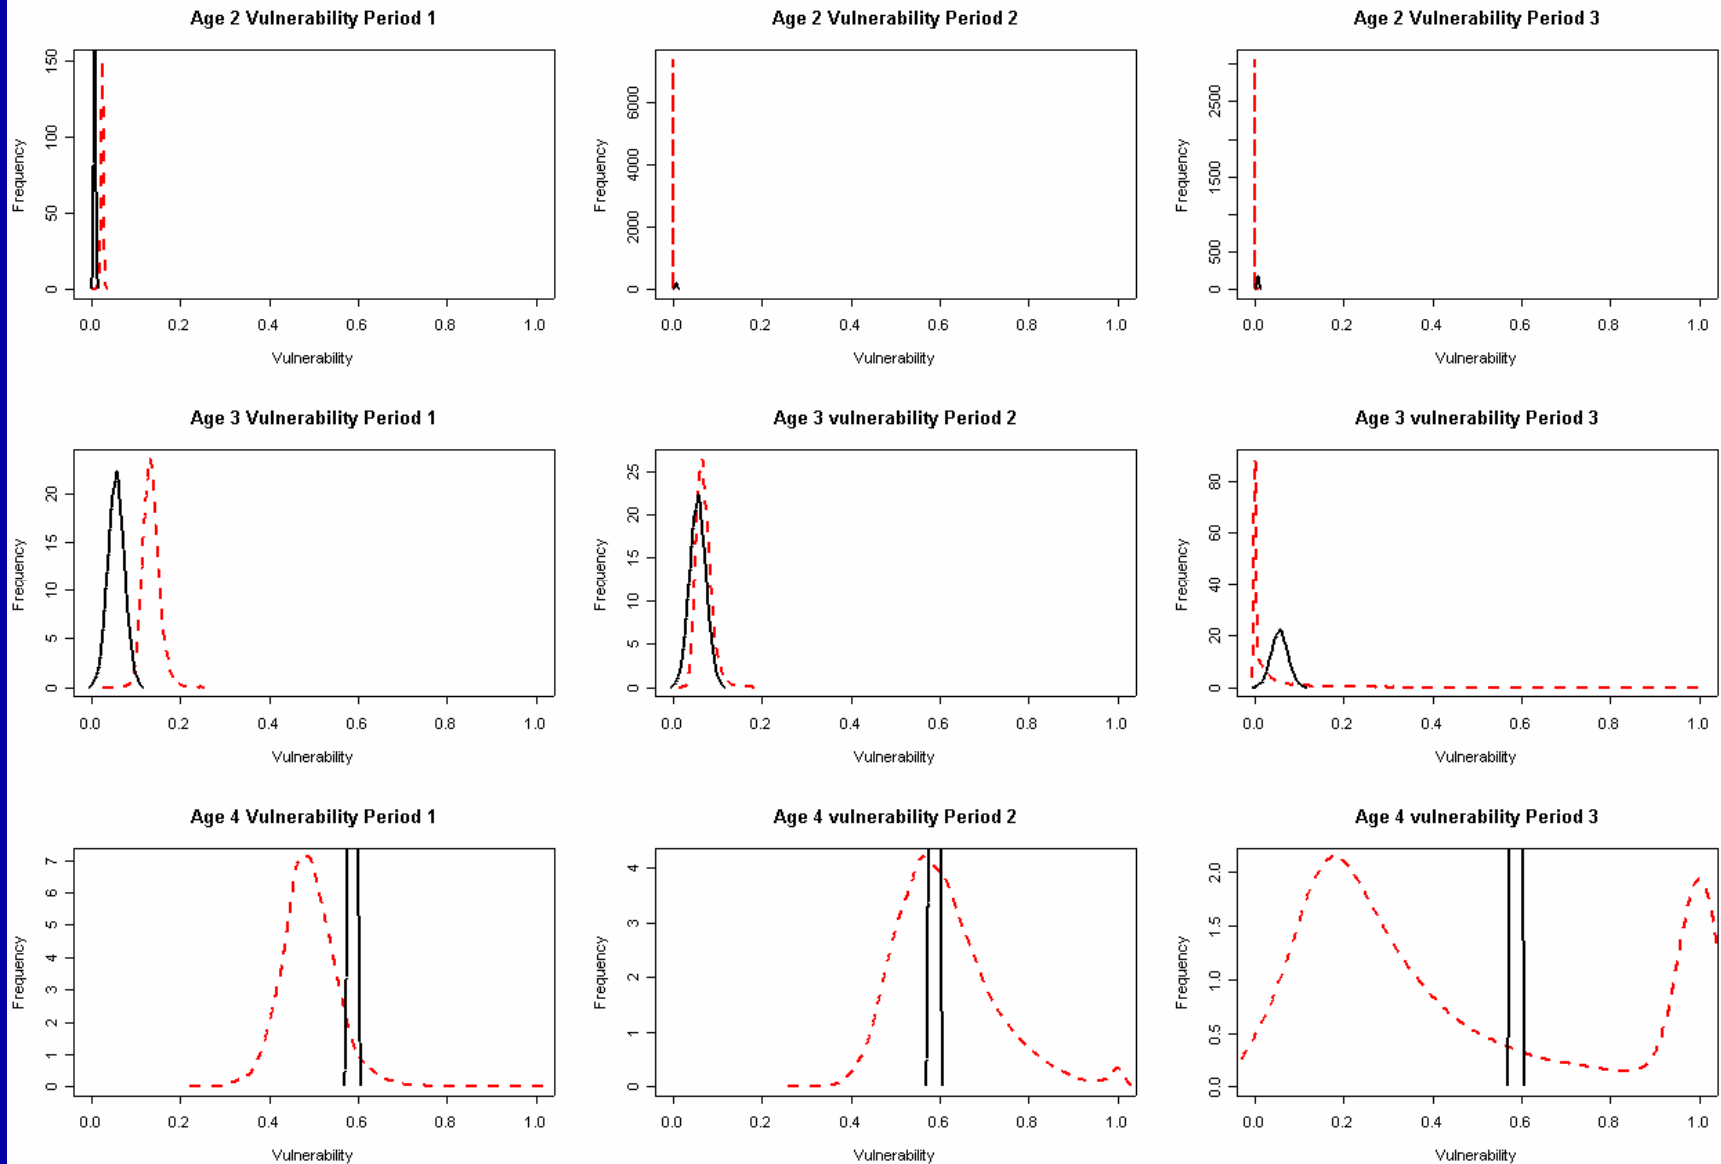 Age 2 Vulnerability Period 1
Frequency
150
100
50
0
0.0 0.2 0.4 0.6 0.8 1.0
Vulnerability
Age 2 Vulnerability Period 2
Frequency
6000
4000
2000
0
0.0 0.2 0.4 0.6 0.8 1.0
Vulnerability
Age 2 Vulnerability Period 3
Frequency
2500
1500
500
0
0.0 0.2 0.4 0.6 0.8 1.0
Vulnerability
Age 3 Vulnerability Period 1
Frequency
20
15
10
5
0
0.0 0.2 0.4 0.6 0.8 1.0
Vulnerability
Age 3 vulnerability Period 2
Frequency
25
20
15
10
5
0
0.0 0.2 0.4 0.6 0.8 1.0
Vulnerability
Age 3 vulnerability Period 3
Frequency
80
60
40
20
0
0.0 0.2 0.4 0.6 0.8 1.0
Vulnerability
Age 4 Vulnerability Period 1
Frequency
7
6
5
4
3
2
1
0
0.0 0.2 0.4 0.6 0.8 1.0
Vulnerability
Age 4 vulnerability Period 2
Frequency
4
3
2
1
0
0.0 0.2 0.4 0.6 0.8 1.0
Vulnerability
Age 4 vulnerability Period 3
Frequency
2.0
1.5
1.0
0.5
0.0
0.0 0.2 0.4 0.6 0.8 1.0
Vulnerability